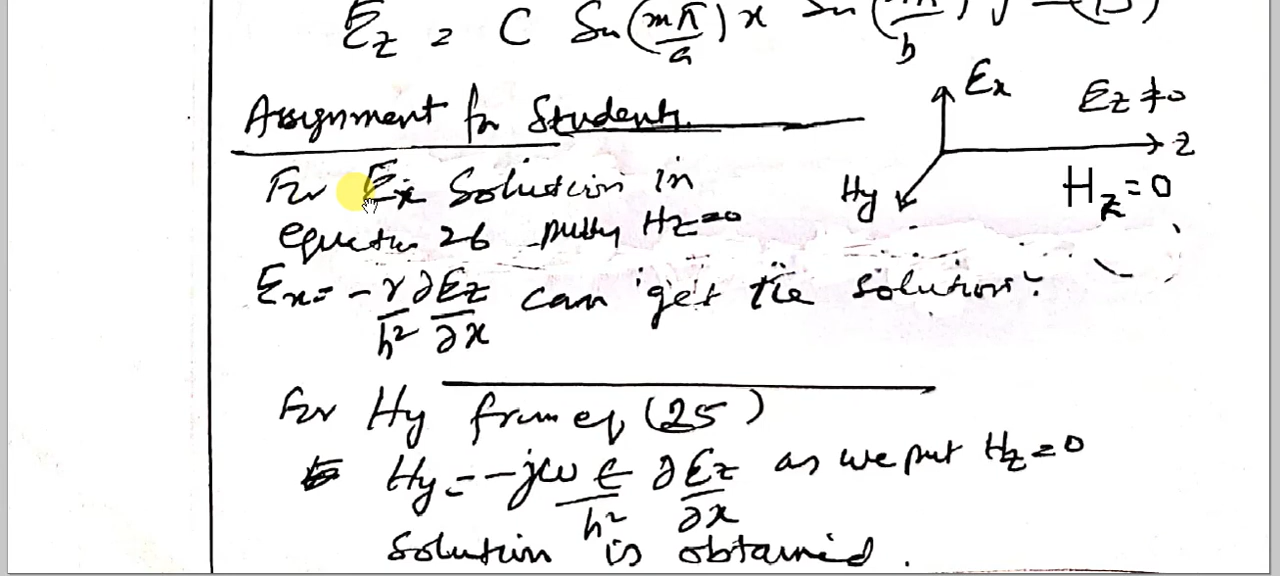 Ez = C Sin(mπ/a)x Sin( /b)y —(15)
Assignment for Students.
Ex
Ez ≠ 0
z
Hy
Hz = 0
For Ex Solution in
equation 26 putting Hz=0
Ex = -γ/h² ∂Ez/∂x can get the solution.
For Hy from eq (25)
Hy = -jωϵ/h² ∂Ez/∂x as we put Hz = 0
Solution is obtained.